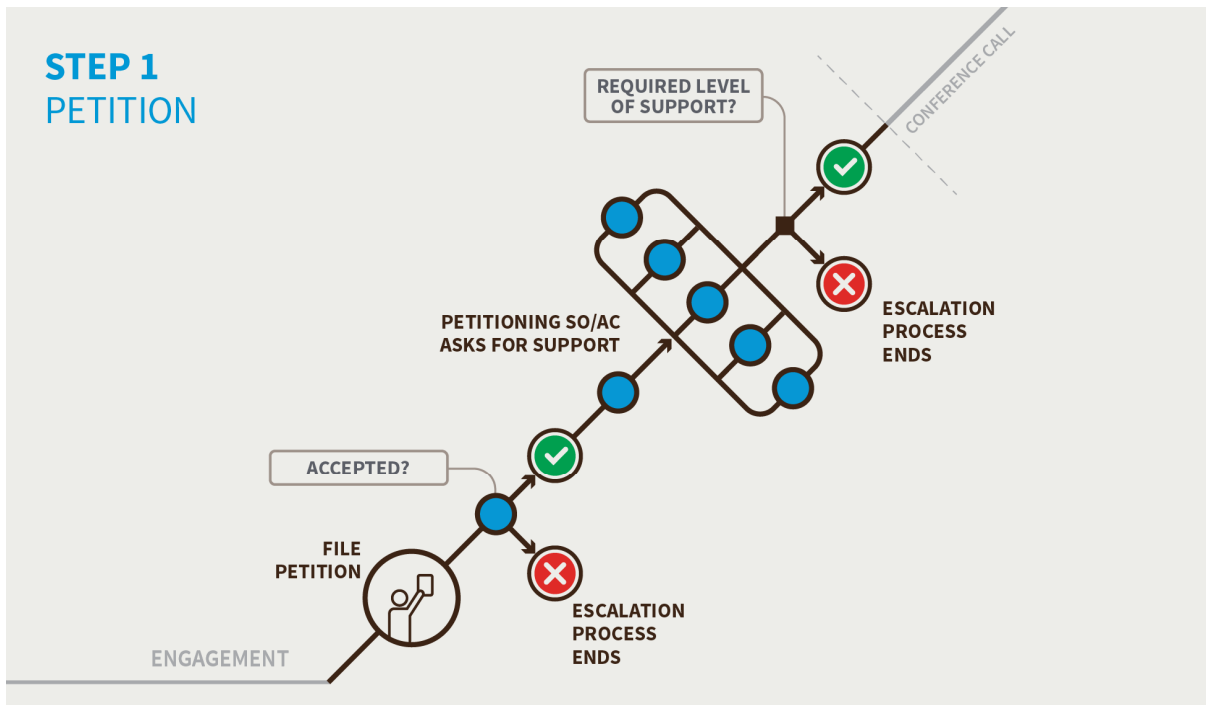 STEP 1
PETITION
REQUIRED LEVEL
OF SUPPORT?
CONFERENCE CALL
ESCALATION
PROCESS
ENDS
PETITIONING SO/AC
ASKS FOR SUPPORT
ACCEPTED?
FILE
PETITION
ESCALATION
PROCESS
ENDS
ENGAGEMENT